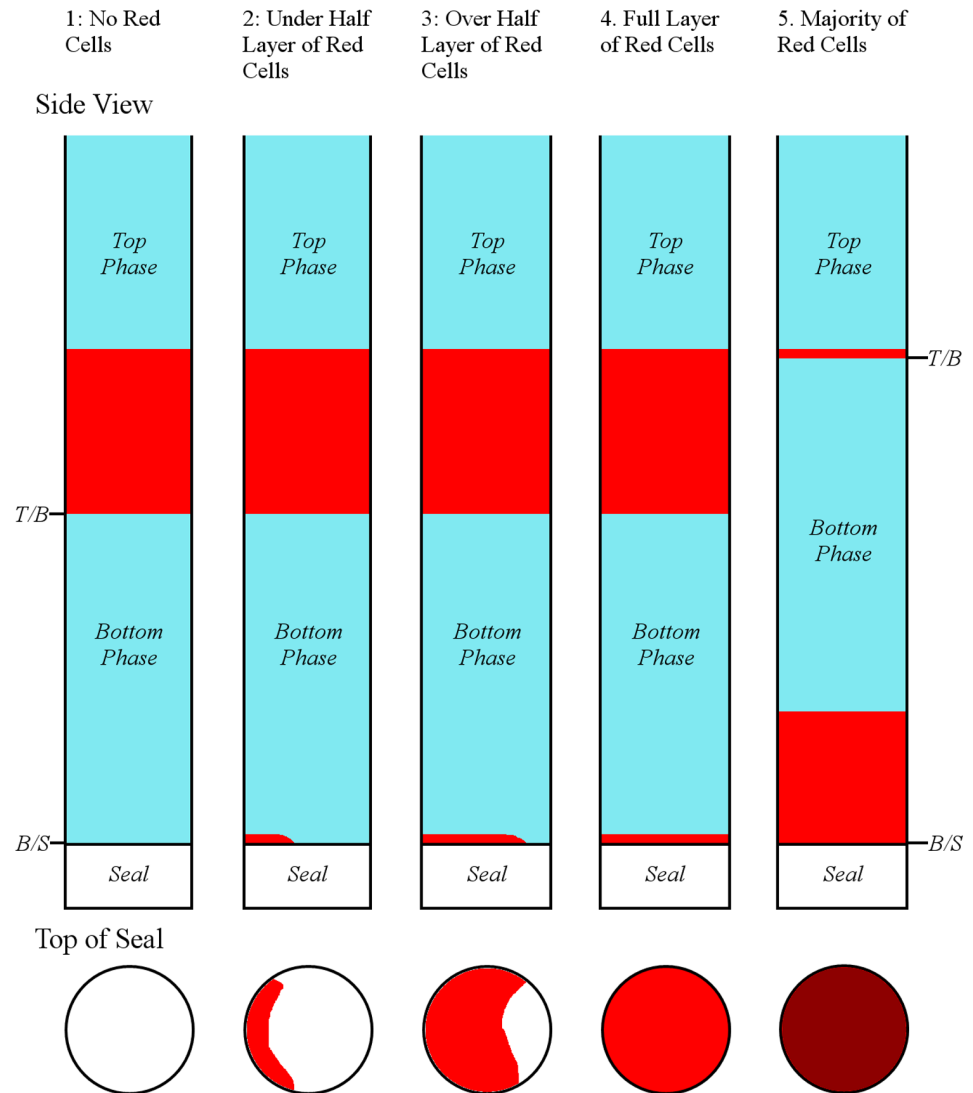 1: No Red
Cells
2: Under Half
Layer of Red
Cells
3: Over Half
Layer of Red
Cells
4. Full Layer
of Red Cells
5. Majority of
Red Cells
Side View
Top
Phase
Top
Phase
Top
Phase
Top
Phase
Top
Phase
T/B
T/B
Bottom
Phase
Bottom
Phase
Bottom
Phase
Bottom
Phase
Bottom
Phase
B/S
B/S
Seal
Seal
Seal
Seal
Seal
Top of Seal